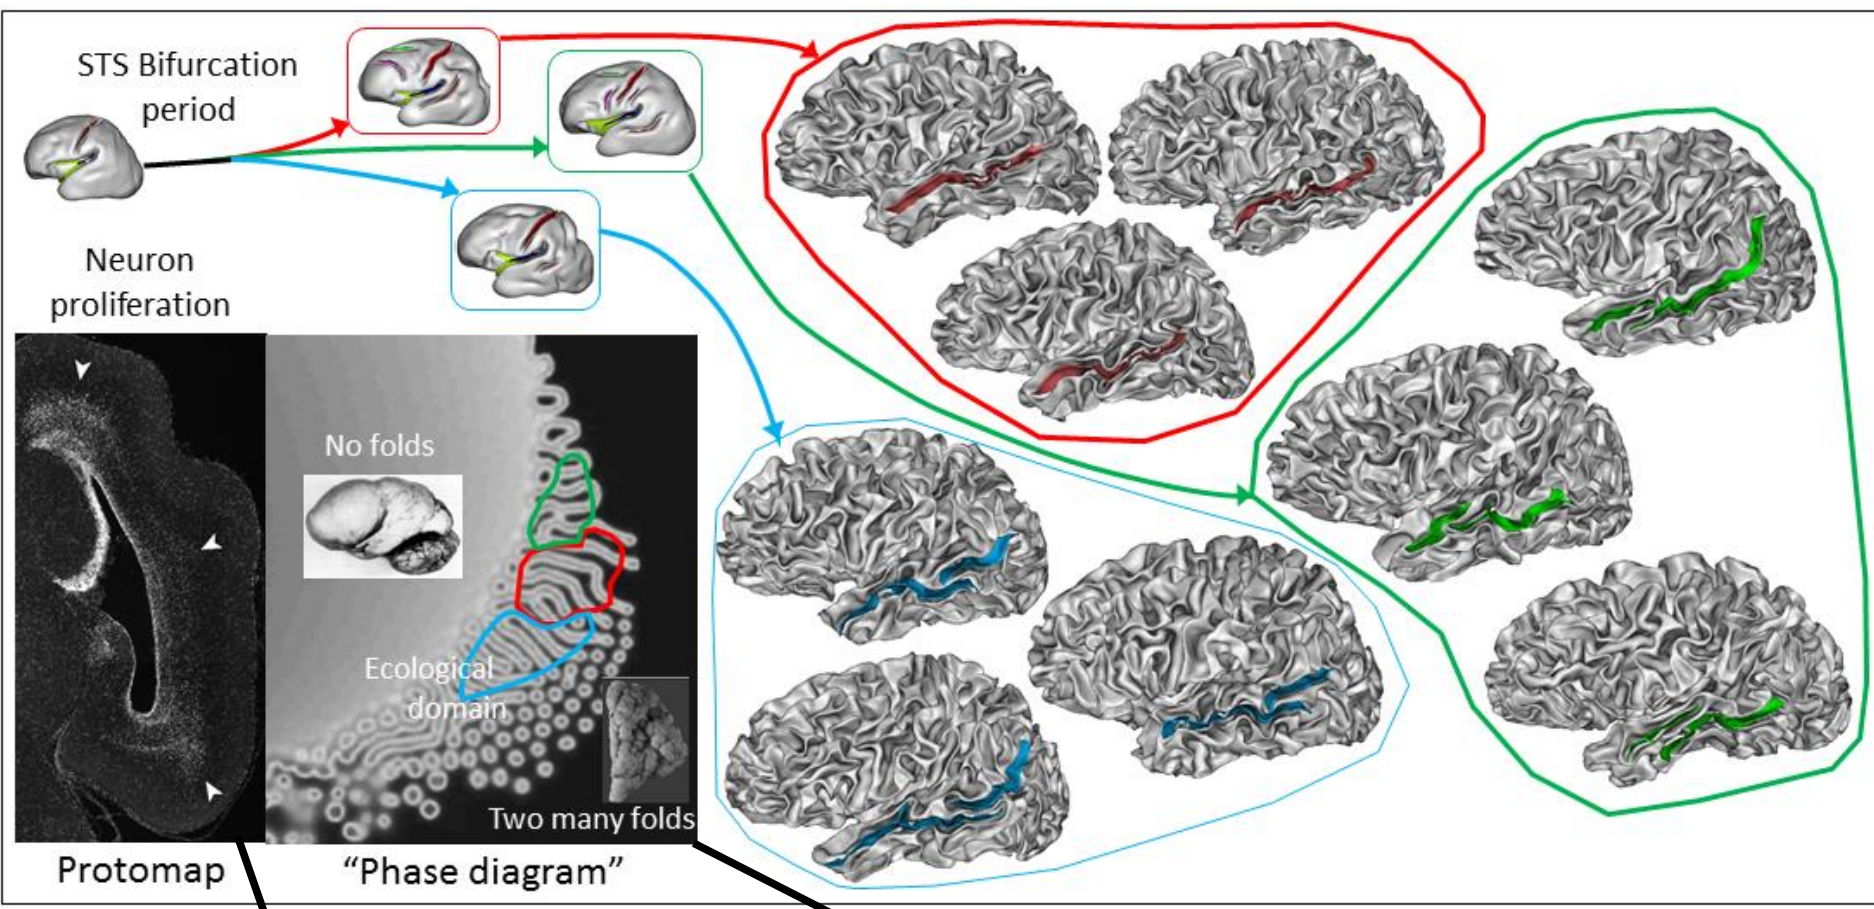 STS Bifurcation
period
Neuron
proliferation
No folds
Ecological
domain
Two many folds
Protomap
“Phase diagram”